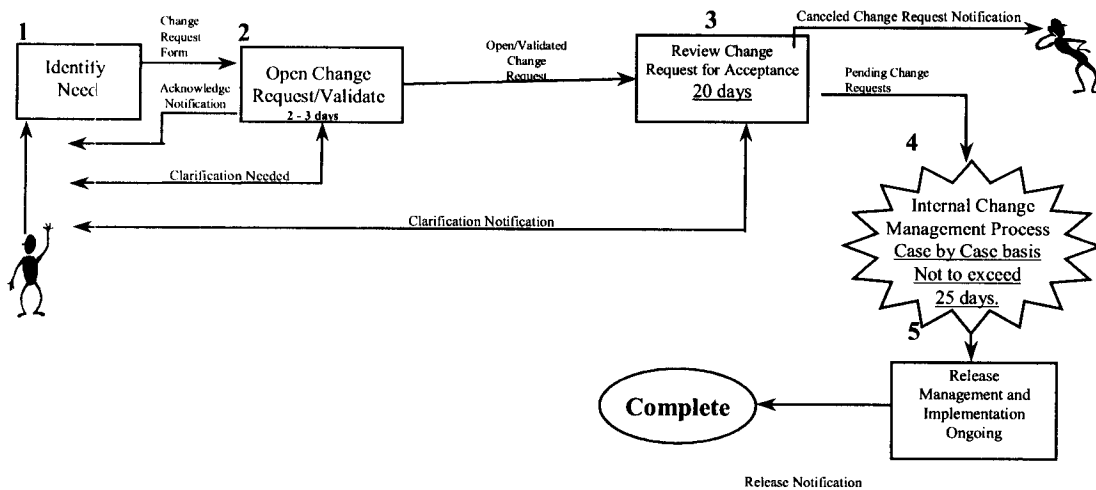 1
Identify
Need
Change
Request
Form
Acknowledge
Notification
2
Open Change
Request/Validate
2 - 3 days
Clarification Needed
Open/Validated
Change
Request
3
Review Change
Request for Acceptance
20 days
Clarification Notification
Canceled Change Request Notification
Pending Change
Requests
4
Internal Change
Management Process
Case by Case basis
Not to exceed
25 days.
5
Release
Management and
Implementation
Ongoing
Complete
Release Notification